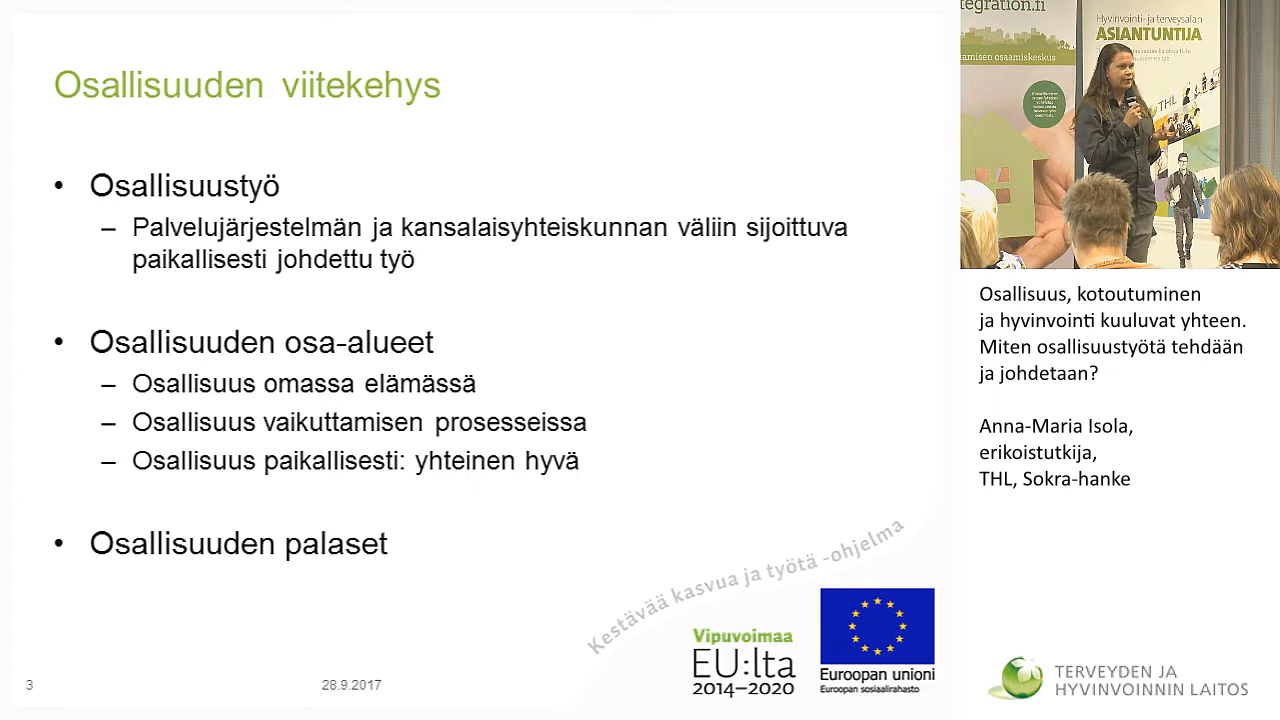 Osallisuuden viitekehys
• Osallisuustyö
– Palvelujärjestelmän ja kansalaisyhteiskunnan väliin sijoittuva
paikallisesti johdettu työ
• Osallisuuden osa-alueet
– Osallisuus omassa elämässä
– Osallisuus vaikuttamisen prosesseissa
– Osallisuus paikallisesti: yhteinen hyvä
• Osallisuuden palaset
Kestävää kasvua ja työtä -ohjelma
Vipuvoimaa
EU:lta
2014–2020
Euroopan unioni
Euroopan sosiaalirahasto
3
28.9.2017
tegration.fi
tamisen osaamiskeskus
Hyvinvointi- ja terveysalan
ASIANTUNTIJA
THL
Osallisuus, kotoutuminen
ja hyvinvointi kuuluvat yhteen.
Miten osallisuustyötä tehdään
ja johdetaan?
Anna-Maria Isola,
erikoistutkija,
THL, Sokra-hanke
TERVEYDEN JA
HYVINVOINNIN LAITOS